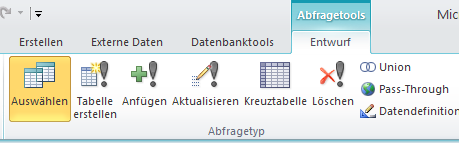 Abfragetools
Mic
Erstellen
Externe Daten
Datenbanktools
Entwurf
Auswählen
Tabelle
erstellen
Anfügen
Aktualisieren
Kreuztabelle
Löschen
Union
Pass-Through
Datendefinition
Abfragetyp